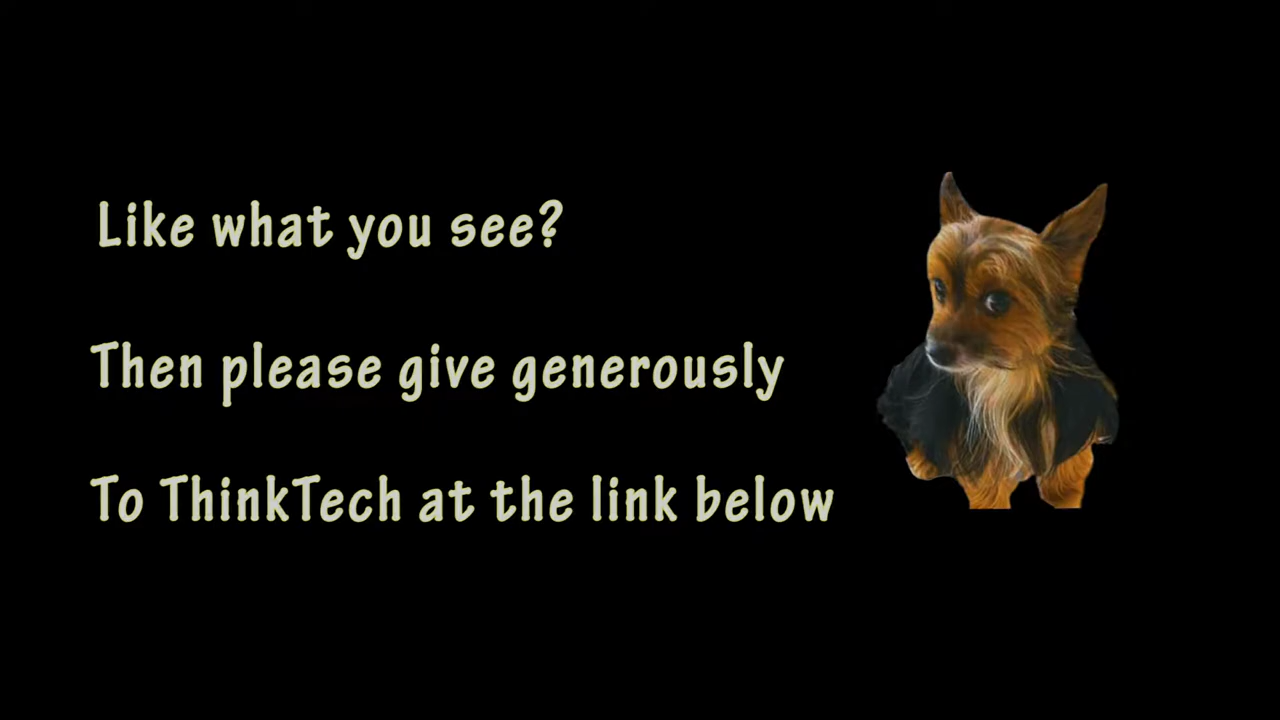 Like what you see?
Then please give generously
To ThinkTech at the link below